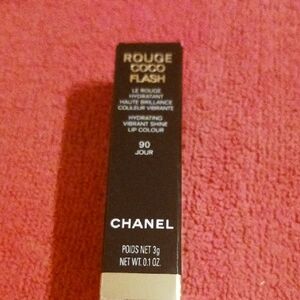 ROUGE
COCO
FLASH
LE ROUGE
HYDRATANT
HAUTE BRILLANCE
COULEUR VIBRANTE
HYDRATING
VIBRANT SHINE
LIP COLOUR
90
JOUR
CHANEL
POIDS NET 3g
NET WT. 0.1 OZ.